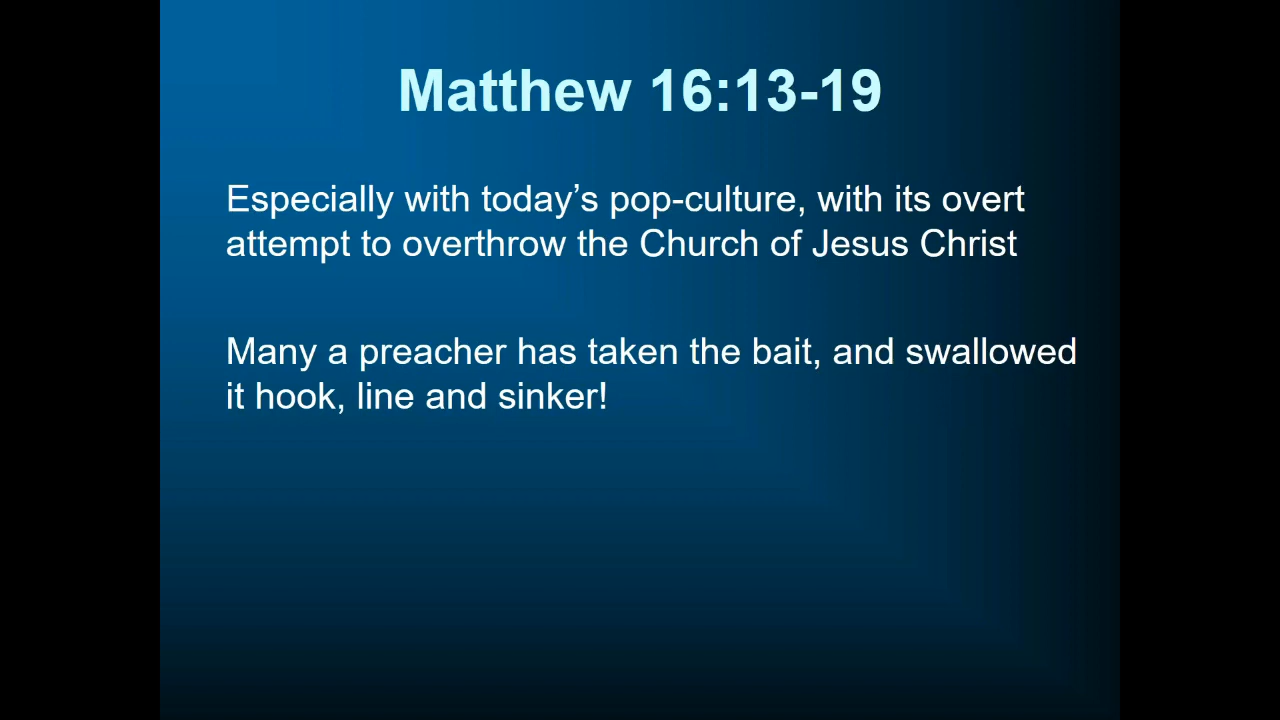 Matthew 16:13-19
Especially with today’s pop-culture, with its overt
attempt to overthrow the Church of Jesus Christ
Many a preacher has taken the bait, and swallowed
it hook, line and sinker!